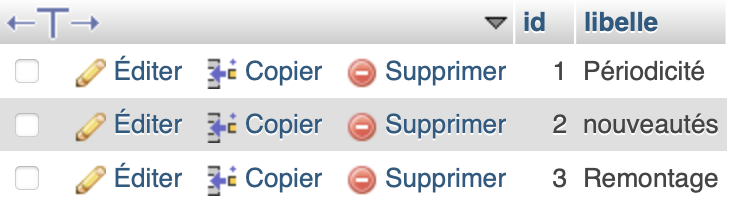 id libelle
Éditer Copier Supprimer 1 Périodicité
Éditer Copier Supprimer 2 nouveautés
Éditer Copier Supprimer 3 Remontage